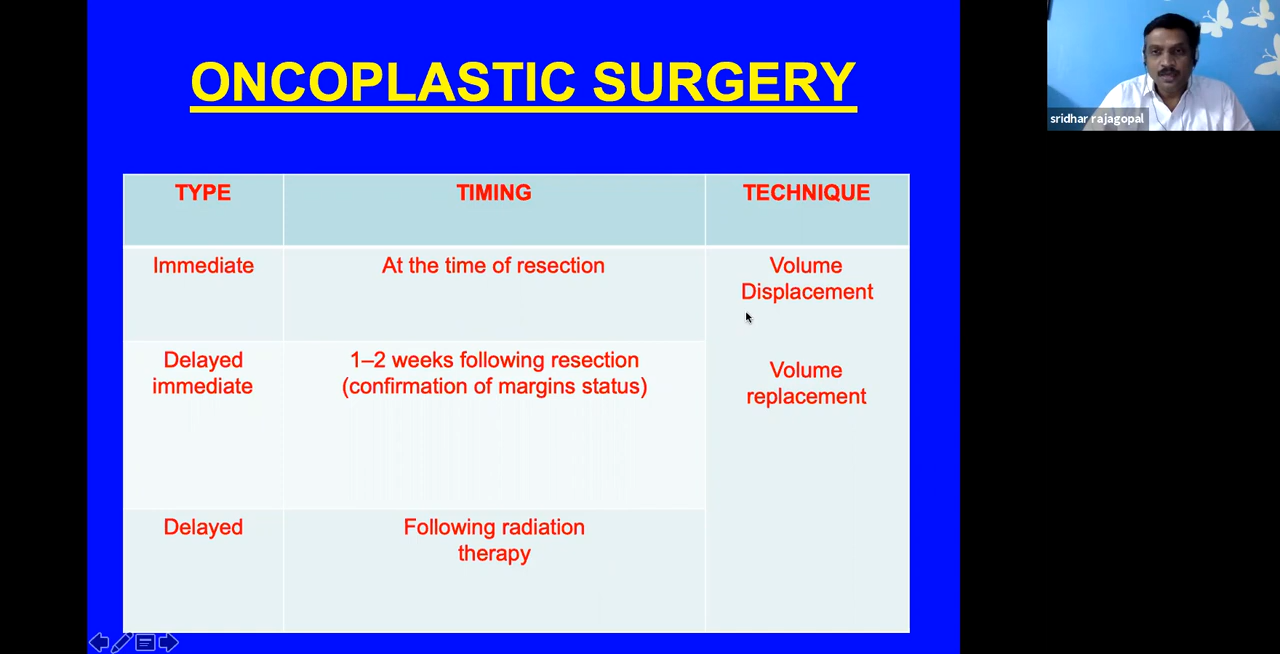 ONCOPLASTIC SURGERY
sridhar rajagopal
TYPE
TIMING
TECHNIQUE
Immediate
At the time of resection
Volume
Displacement
Delayed
immediate
1–2 weeks following resection
(confirmation of margins status)
Volume
replacement
Delayed
Following radiation
therapy